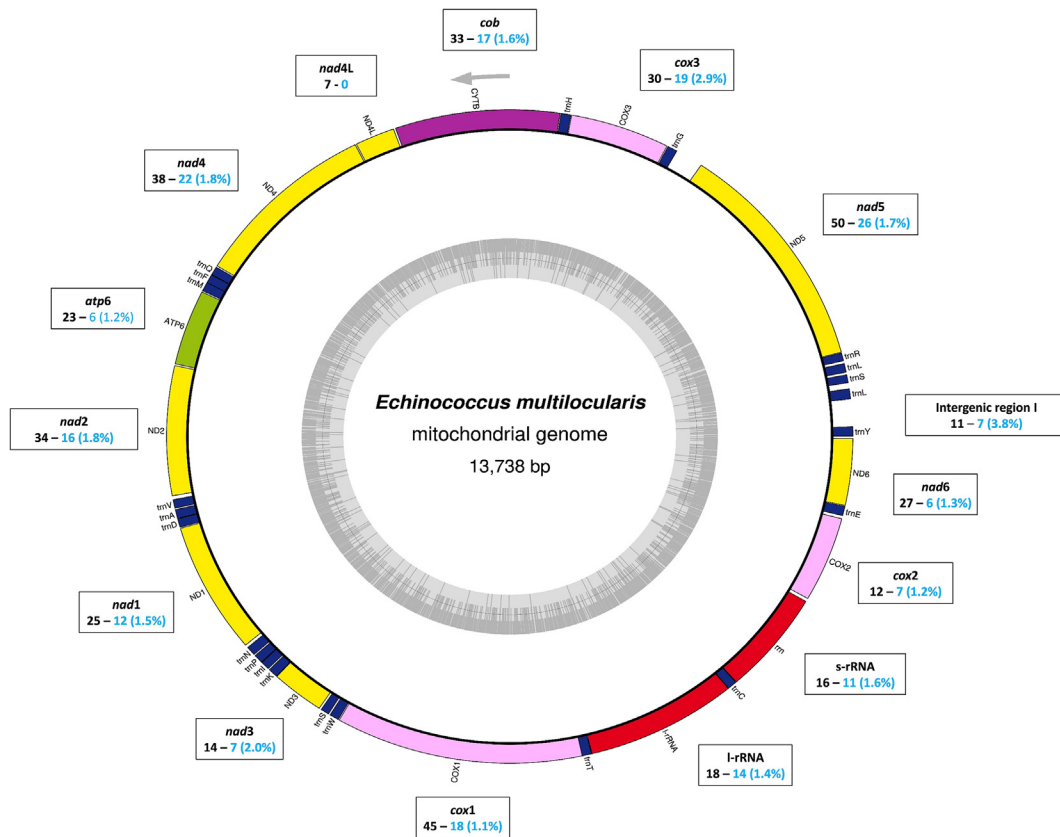 cob
33 – 17 (1.6%)
cox3
30 – 19 (2.9%)
nad4L
7 - 0
nad4
38 – 22 (1.8%)
nad5
50 – 26 (1.7%)
atp6
23 – 6 (1.2%)
nad2
34 – 16 (1.8%)
Intergenic region I
11 – 7 (3.8%)
nad6
27 – 6 (1.3%)
cox2
12 – 7 (1.2%)
nad1
25 – 12 (1.5%)
s-rRNA
16 – 11 (1.6%)
nad3
14 – 7 (2.0%)
l-rRNA
18 – 14 (1.4%)
cox1
45 – 18 (1.1%)
Echinococcus multilocularis
mitochondrial genome
13,738 bp
CYTB
trnH
COX3
trnG
ND5
trnR
trnL
trnS
trnL
trnY
ND6
trnE
COX2
rrn
trnC
l-rRNA
trnT
COX1
trnW
trnS
ND3
trnK
trnI
trnP
trnN
ND1
trnD
trnA
trnV
ND2
ATP6
trnM
trnF
trnQ
ND4
ND4L